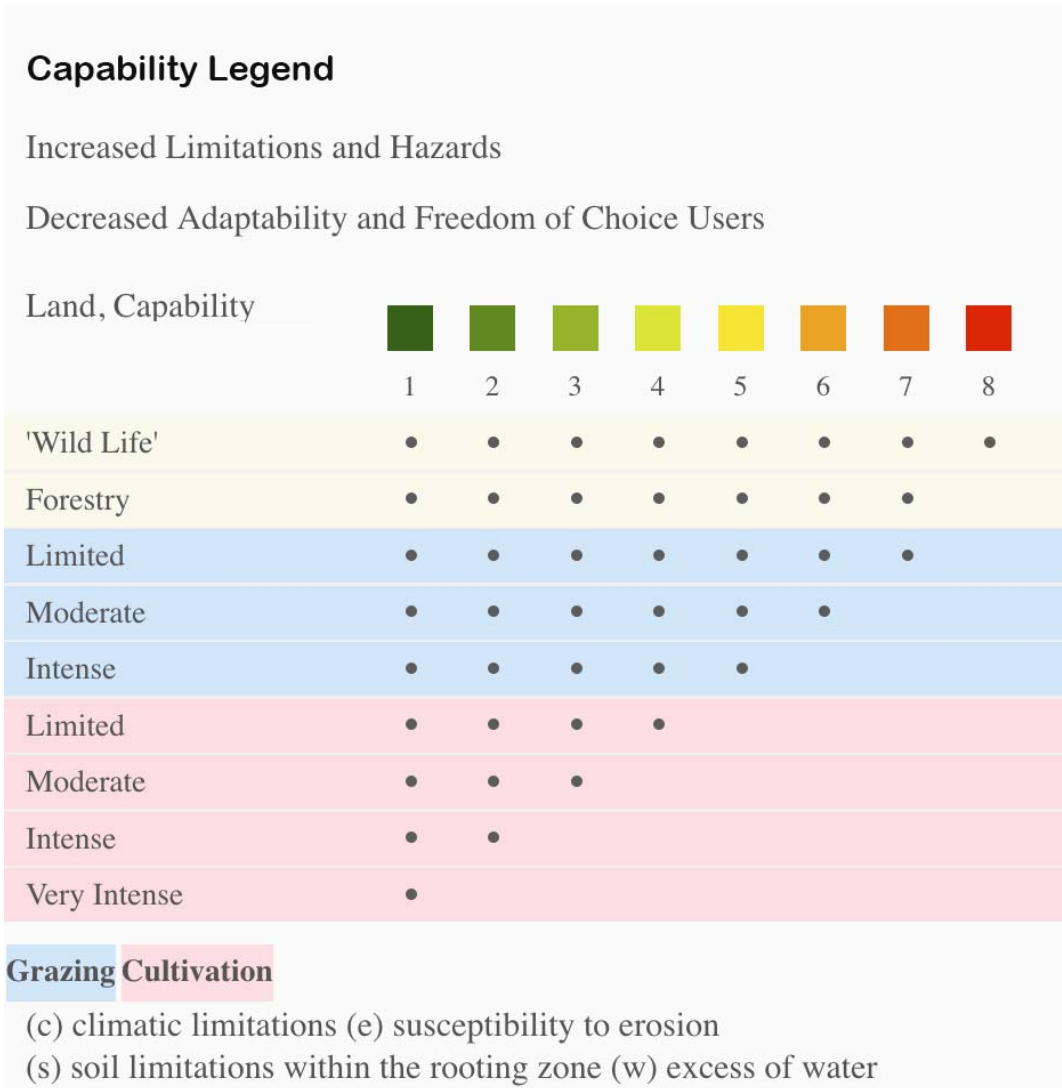 Capability Legend
Increased Limitations and Hazards
Decreased Adaptability and Freedom of Choice Users
Land, Capability
1 2 3 4 5 6 7 8
'Wild Life' • • • • • • • •
Forestry • • • • • • •
Limited • • • • • • •
Moderate • • • • • •
Intense • • • • •
Limited • • • •
Moderate • • •
Intense • •
Very Intense •
Grazing Cultivation
(c) climatic limitations (e) susceptibility to erosion
(s) soil limitations within the rooting zone (w) excess of water